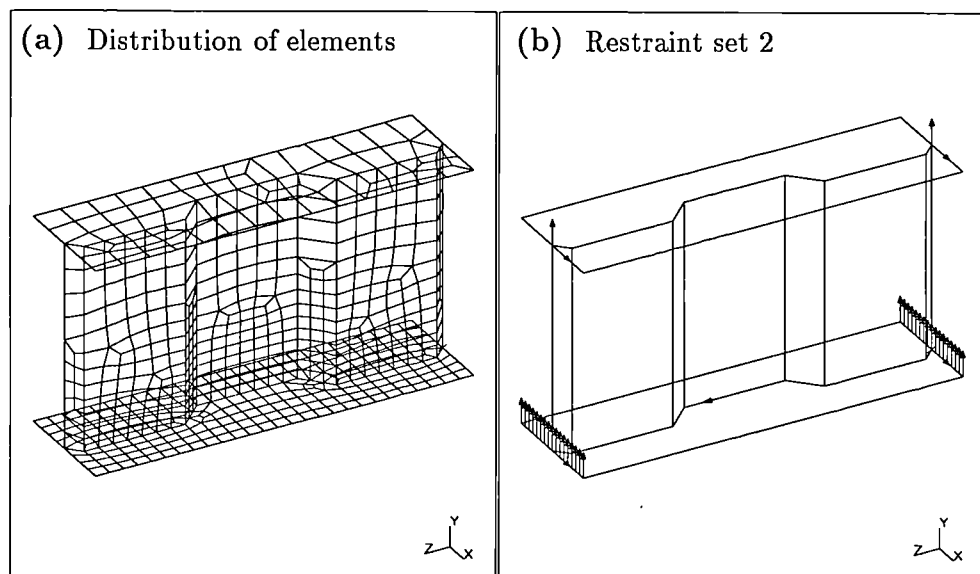 (a) Distribution of elements
(b) Restraint set 2
Y
Z X
Y
Z X